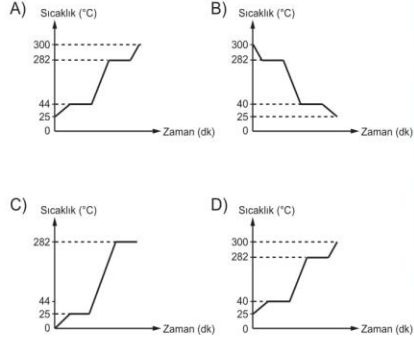 A) Sıcaklık (°C)
300
282
44
25
0
Zaman (dk)
B) Sıcaklık (°C)
300
282
40
25
0
Zaman (dk)
C) Sıcaklık (°C)
282
44
25
0
Zaman (dk)
D) Sıcaklık (°C)
300
282
40
25
0
Zaman (dk)